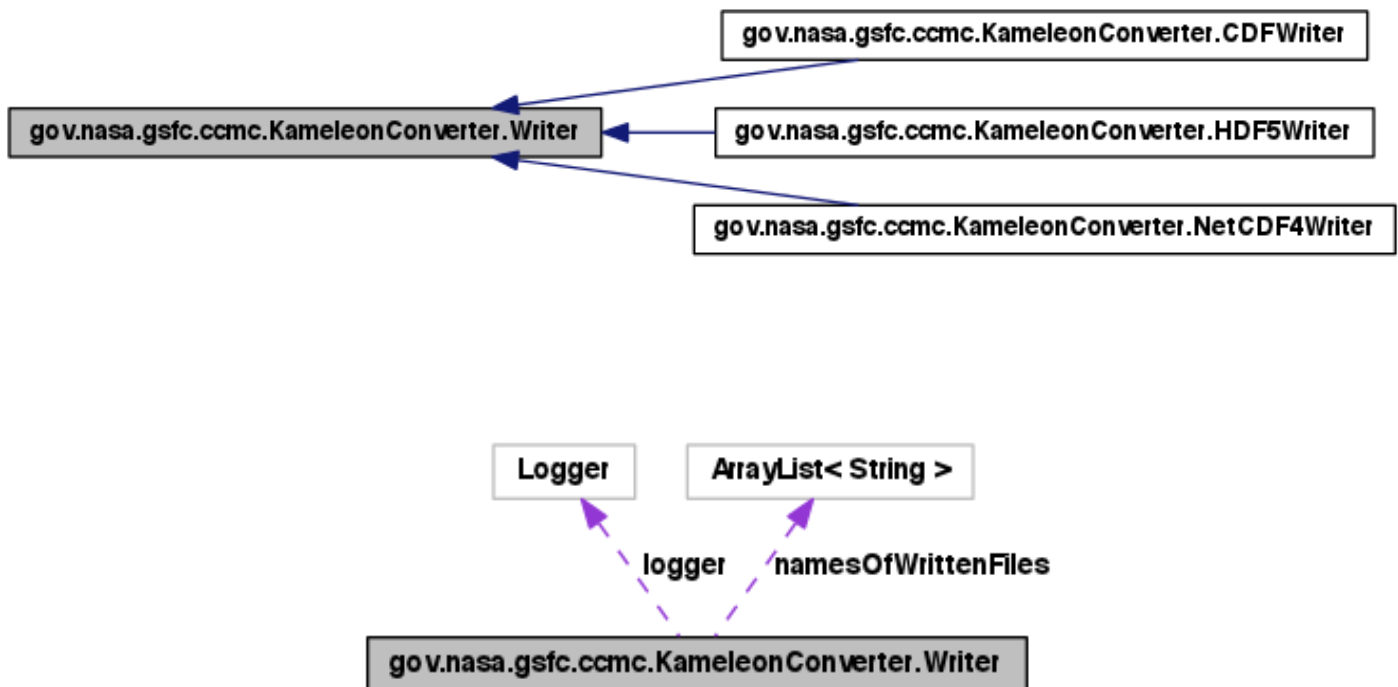 gov.nasa.gsfc.ccmc.KameleonConverter.CDFWriter
gov.nasa.gsfc.ccmc.KameleonConverter.Writer
gov.nasa.gsfc.ccmc.KameleonConverter.HDF5Writer
gov.nasa.gsfc.ccmc.KameleonConverter.NetCDF4Writer
Logger
ArrayList< String >
logger
namesOfWrittenFiles
gov.nasa.gsfc.ccmc.KameleonConverter.Writer